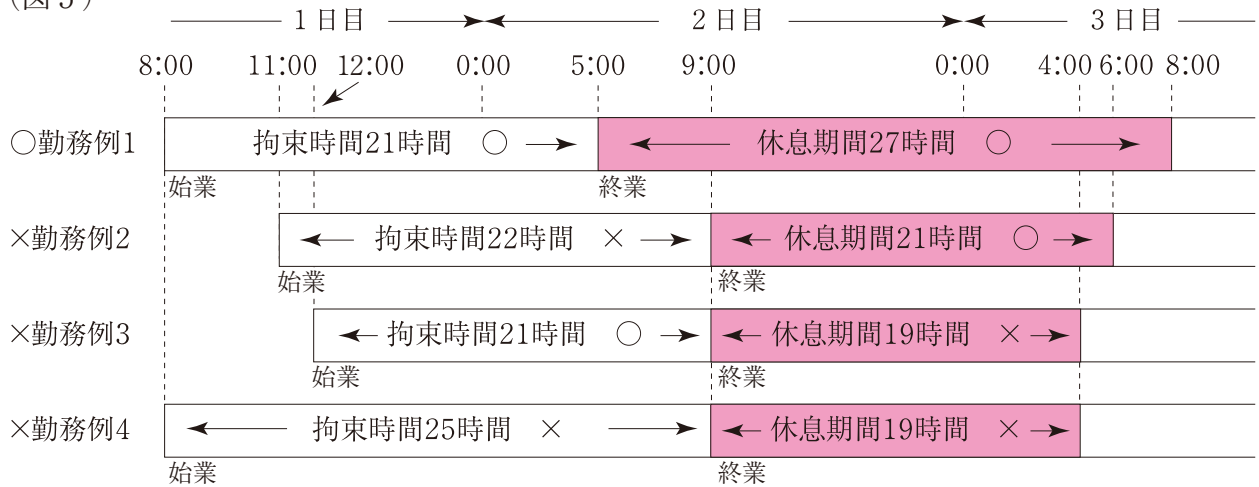 (図5)
1日目 2日目 3日目
8:00 11:00 12:00 0:00 5:00 9:00 0:00 4:00 6:00 8:00
○勤務例1 拘束時間21時間 ○ 休息期間27時間 ○
始業 終業
×勤務例2 拘束時間22時間 × 休息期間21時間 ○
始業 終業
×勤務例3 拘束時間21時間 ○ 休息期間19時間 ×
始業 終業
×勤務例4 拘束時間25時間 × 休息期間19時間 ×
始業 終業